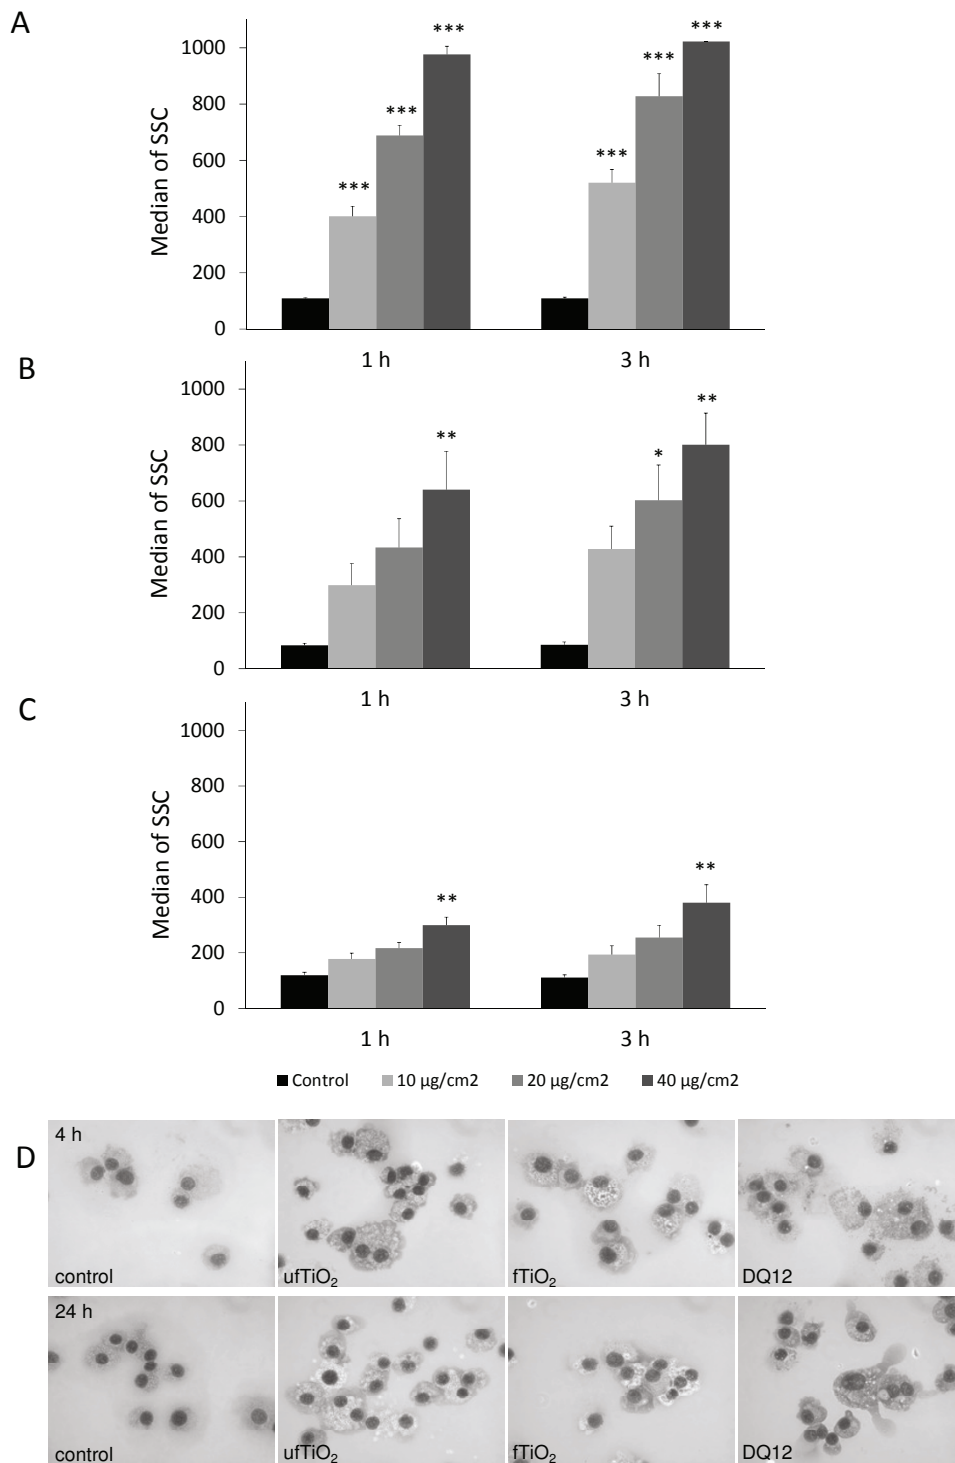 A
Median of SSC
1000
800
600
400
200
0
***
***
***
***
***
***
1 h
3 h
B
Median of SSC
1000
800
600
400
200
0
**
*
**
1 h
3 h
C
Median of SSC
1000
800
600
400
200
0
**
**
1 h
3 h
Control 10 µg/cm2 20 µg/cm2 40 µg/cm2
D
4 h
control ufTiO₂ fTiO₂ DQ12
24 h
control ufTiO₂ fTiO₂ DQ12